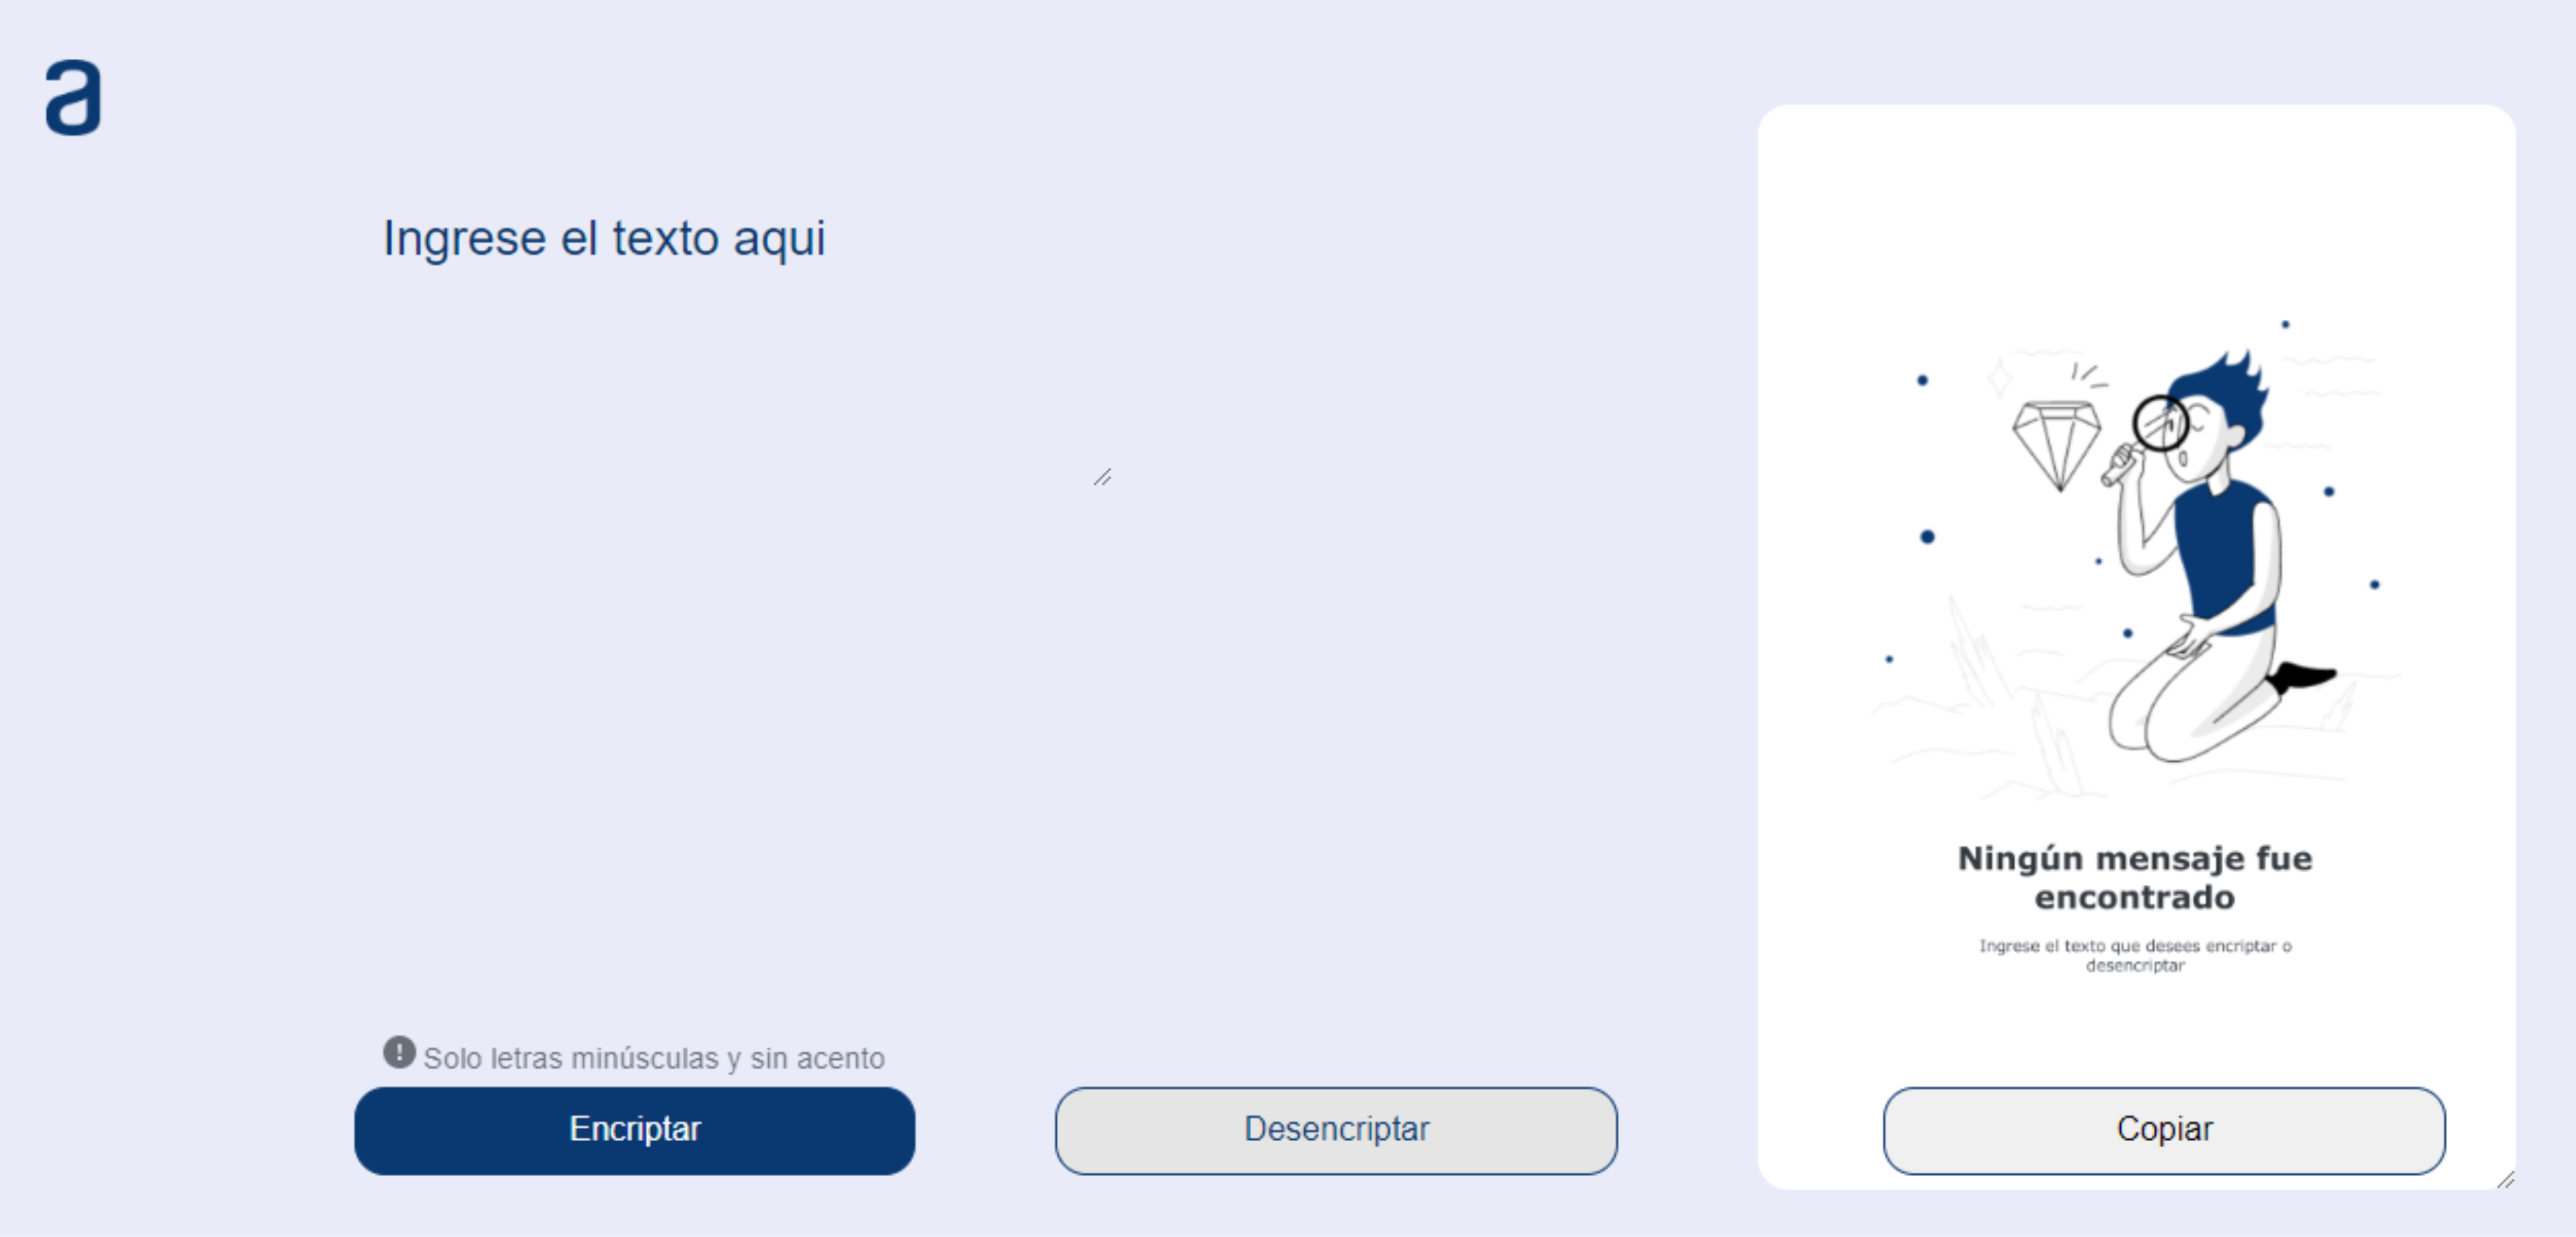 a
Ingrese el texto aqui
Ningún mensaje fue
encontrado
Ingrese el texto que desees encriptar o
desencriptar
Solo letras minúsculas y sin acento
Encriptar
Desencriptar
Copiar